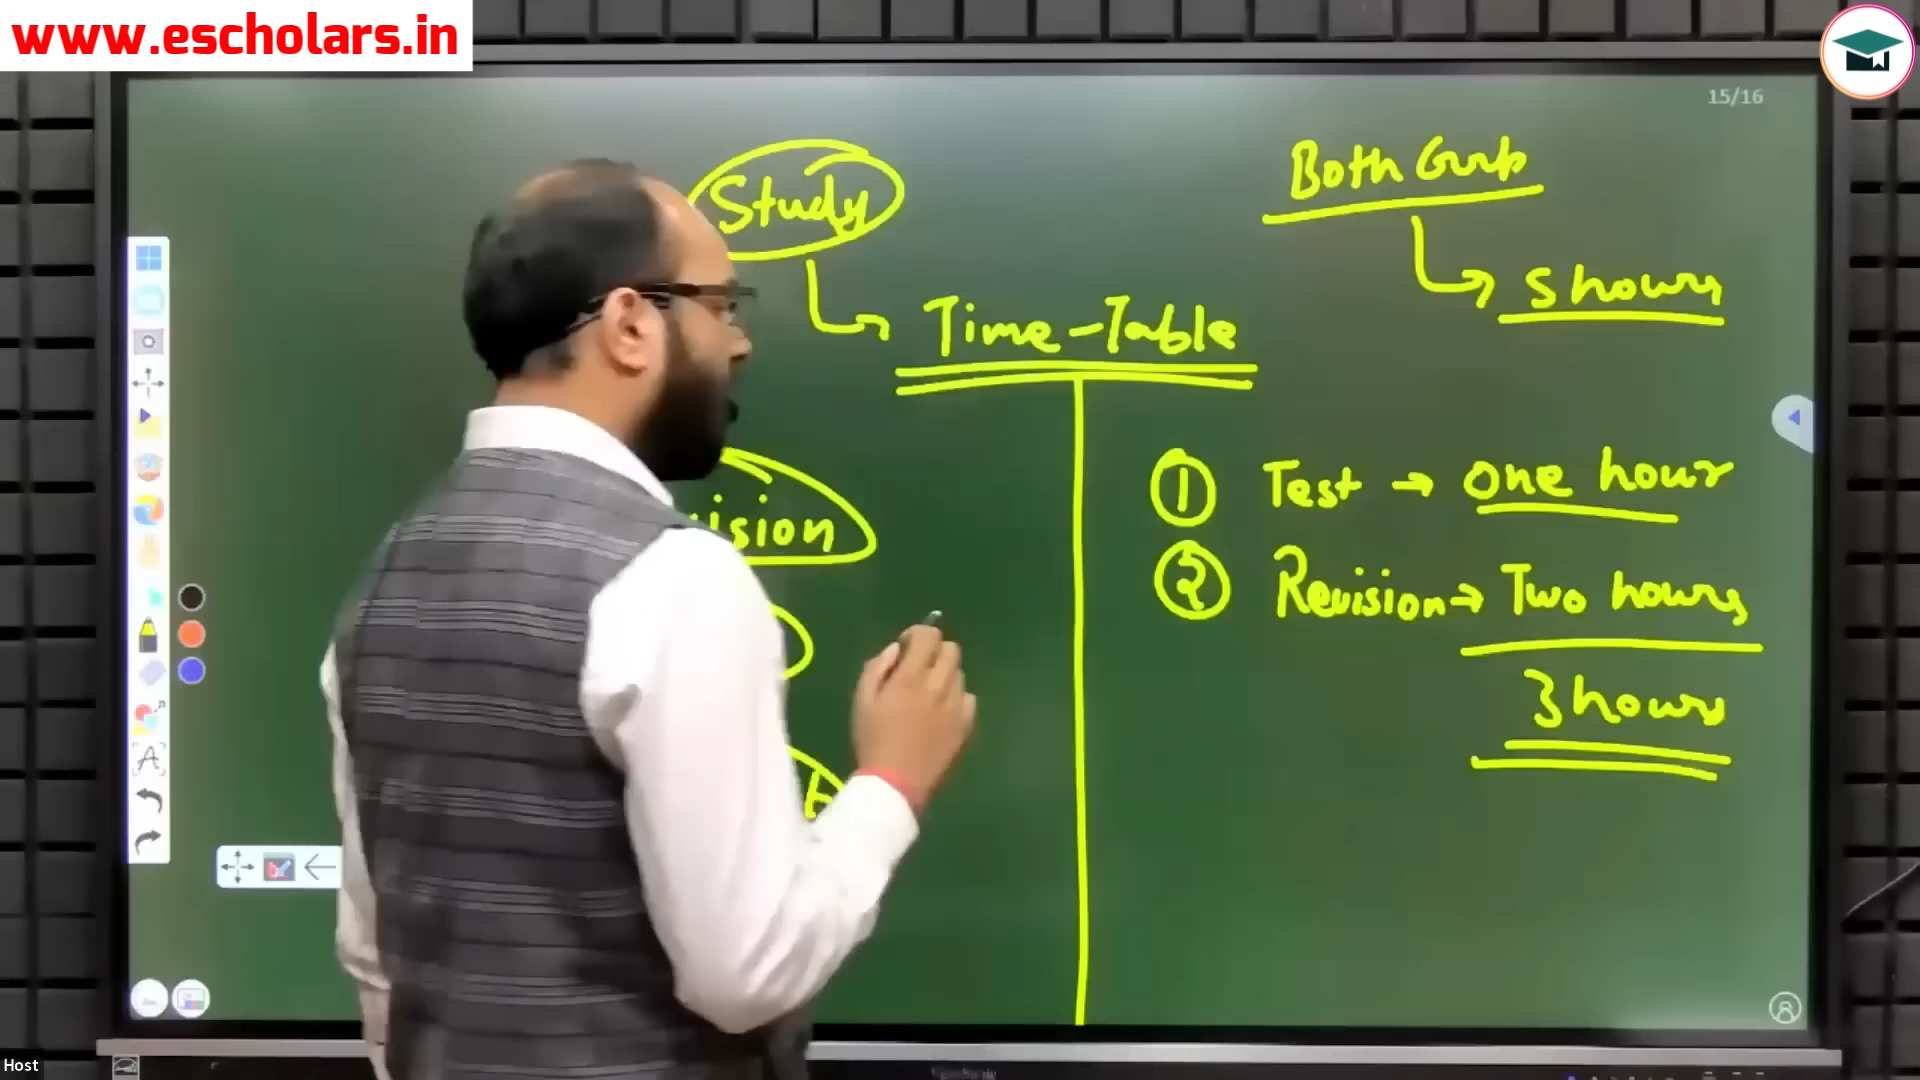 www.escholars.in
15/16
Study
Both Grup
5 hours
Time-Table
① Test → one hour
ision
② Revision → Two hours
3 hours
Host